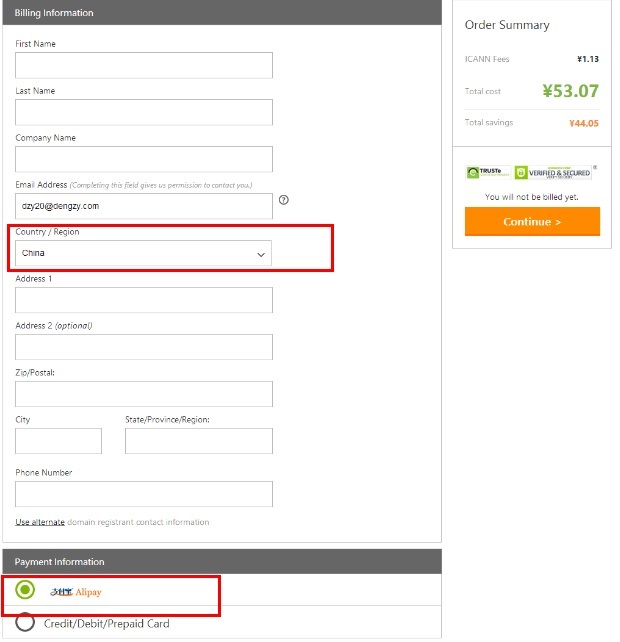 Billing Information
First Name
Last Name
Company Name
Email Address (Completing this field gives us permission to contact you.)
dzy20@dengzy.com
Country / Region
China
Address 1
Address 2 (optional)
Zip/Postal:
City State/Province/Region:
Phone Number
Use alternate domain registrant contact information
Payment Information
支付宝 Alipay
Credit/Debit/Prepaid Card
Order Summary
ICANN Fees ¥1.13
Total cost ¥53.07
Total savings ¥44.05
TRUSTe
VERIFIED & SECURED
You will not be billed yet.
Continue >